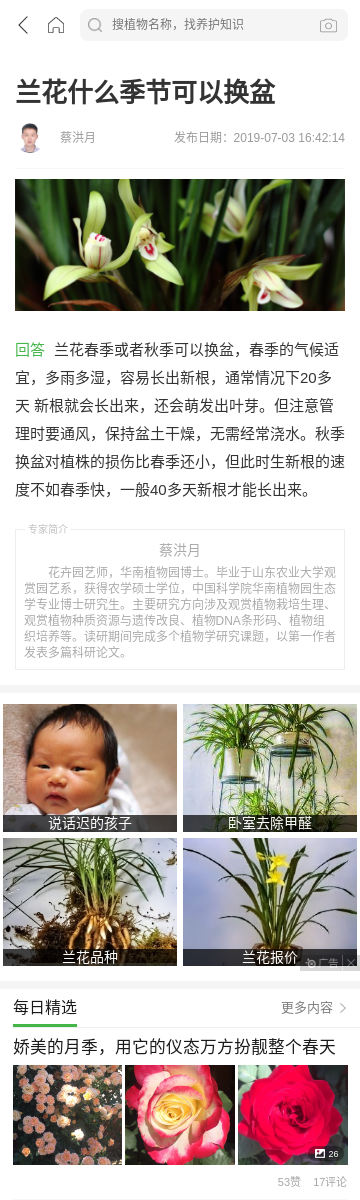 搜植物名称，找养护知识
兰花什么季节可以换盆
蔡洪月
发布日期：2019-07-03 16:42:14
回答 兰花春季或者秋季可以换盆，春季的气候适
宜，多雨多湿，容易长出新根，通常情况下20多
天 新根就会长出来，还会萌发出叶芽。但注意管
理时要通风，保持盆土干燥，无需经常浇水。秋季
换盆对植株的损伤比春季还小，但此时生新根的速
度不如春季快，一般40多天新根才能长出来。
专家简介
蔡洪月
花卉园艺师，华南植物园博士。毕业于山东农业大学观
赏园艺系，获得农学硕士学位，中国科学院华南植物园生态
学专业博士研究生。主要研究方向涉及观赏植物栽培生理、
观赏植物种质资源与遗传改良、植物DNA条形码、植物组
织培养等。读研期间完成多个植物学研究课题，以第一作者
发表多篇科研论文。
说话迟的孩子
卧室去除甲醛
兰花品种
兰花报价
广告
每日精选
更多内容
娇美的月季，用它的仪态万方扮靓整个春天
26
53赞 17评论